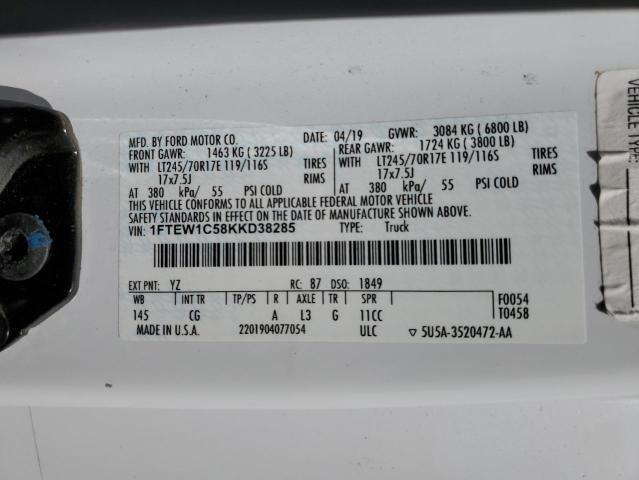 MFD. BY FORD MOTOR CO.
DATE: 04/19 GVWR: 3084 KG ( 6800 LB)
FRONT GAWR: 1463 KG ( 3225 LB)
REAR GAWR: 1724 KG ( 3800 LB)
WITH LT245/70R17E 119/116S TIRES
WITH LT245/70R17E 119/116S TIRES
17x7.5J RIMS
17x7.5J RIMS
AT 380 kPa/ 55 PSI COLD
AT 380 kPa/ 55 PSI COLD
THIS VEHICLE CONFORMS TO ALL APPLICABLE FEDERAL MOTOR VEHICLE
SAFETY STANDARDS IN EFFECT ON THE DATE OF MANUFACTURE SHOWN ABOVE.
VIN: 1FTEW1C58KKD38285 TYPE: Truck
EXT PNT: YZ RC: 87 DSO: 1849
WB INT TR TP/PS R AXLE TR SPR F0054
145 CG A L3 G 11CC T0458
MADE IN U.S.A. 2201904077054 ULC ▽ 5U5A-3520472-AA
VEHICLE TYPE: